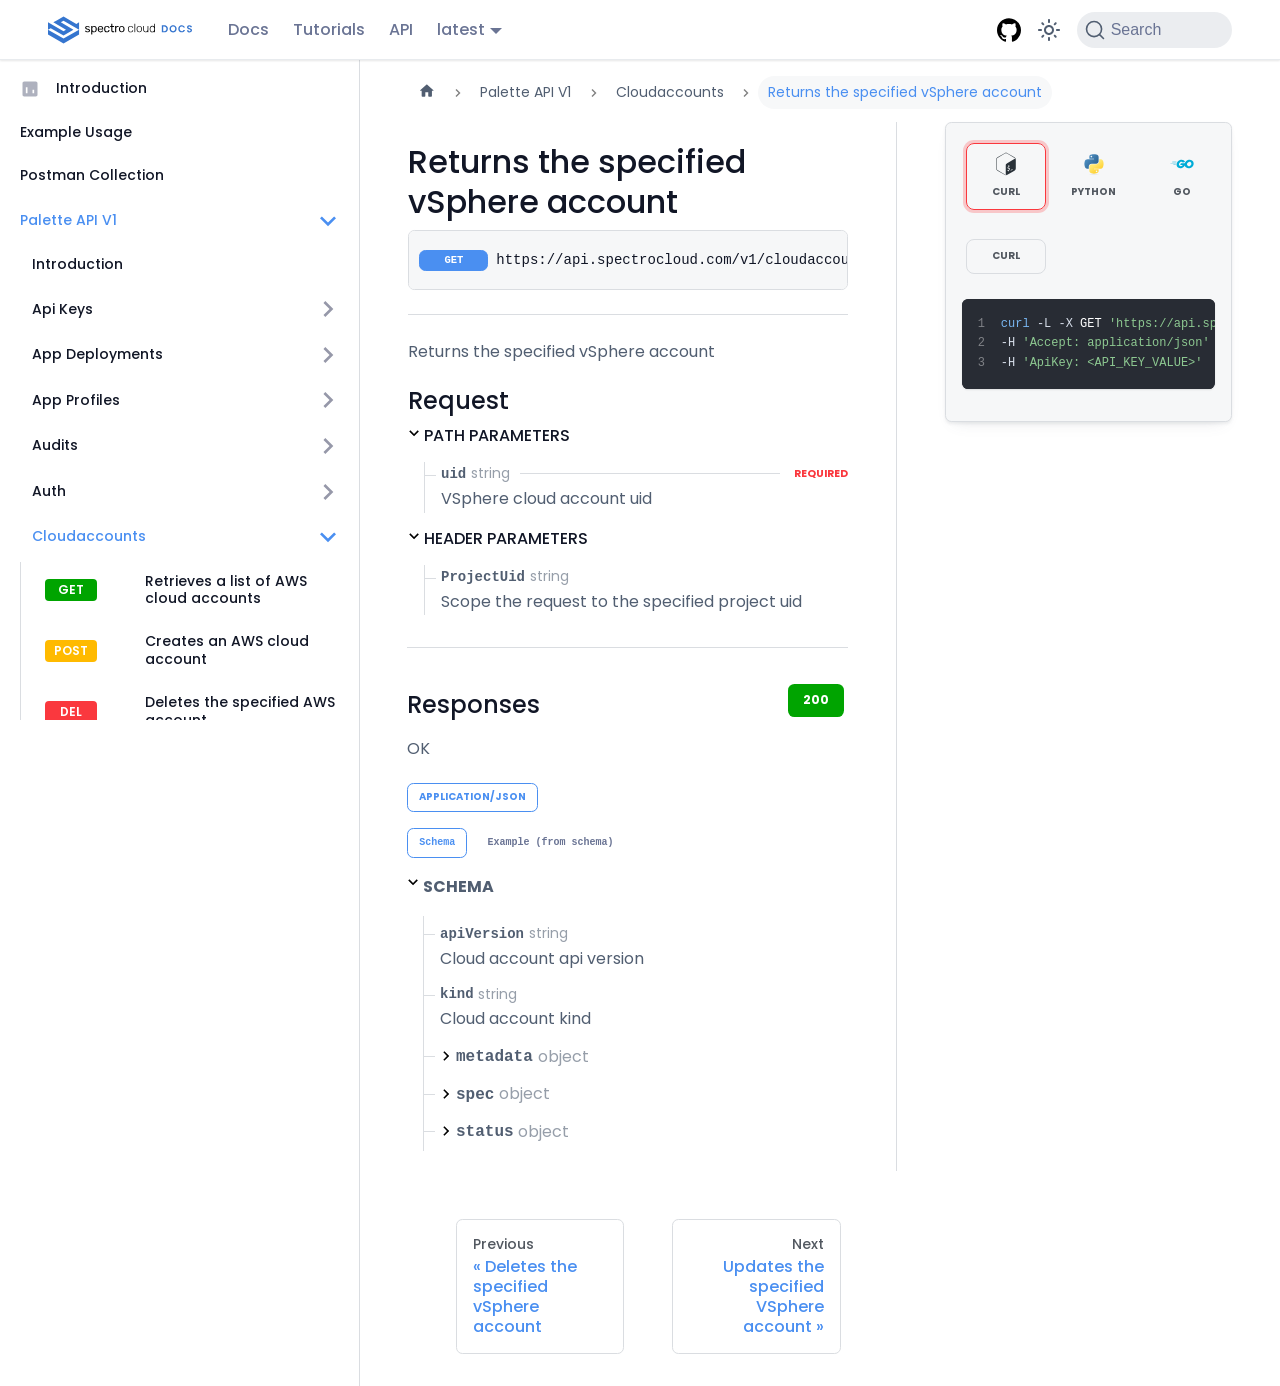 spectro cloud DOCS
Docs
Tutorials
API
latest
Search
Introduction
Example Usage
Postman Collection
Palette API V1
Introduction
Api Keys
App Deployments
App Profiles
Audits
Auth
Cloudaccounts
GET Retrieves a list of AWS
cloud accounts
POST Creates an AWS cloud
account
DEL Deletes the specified AWS
account
Palette API V1
Cloudaccounts
Returns the specified vSphere account
Returns the specified
vSphere account
GET https://api.spectrocloud.com/v1/cloudaccou
Returns the specified vSphere account
Request
PATH PARAMETERS
uid string REQUIRED
VSphere cloud account uid
HEADER PARAMETERS
ProjectUid string
Scope the request to the specified project uid
Responses
200
OK
APPLICATION/JSON
Schema Example (from schema)
SCHEMA
apiVersion string
Cloud account api version
kind string
Cloud account kind
metadata object
spec object
status object
CURL
PYTHON
GO
CURL
1 curl -L -X GET 'https://api.sp
2 -H 'Accept: application/json'
3 -H 'ApiKey: <API_KEY_VALUE>'
Previous
« Deletes the
specified
vSphere
account
Next
Updates the
specified
VSphere
account »